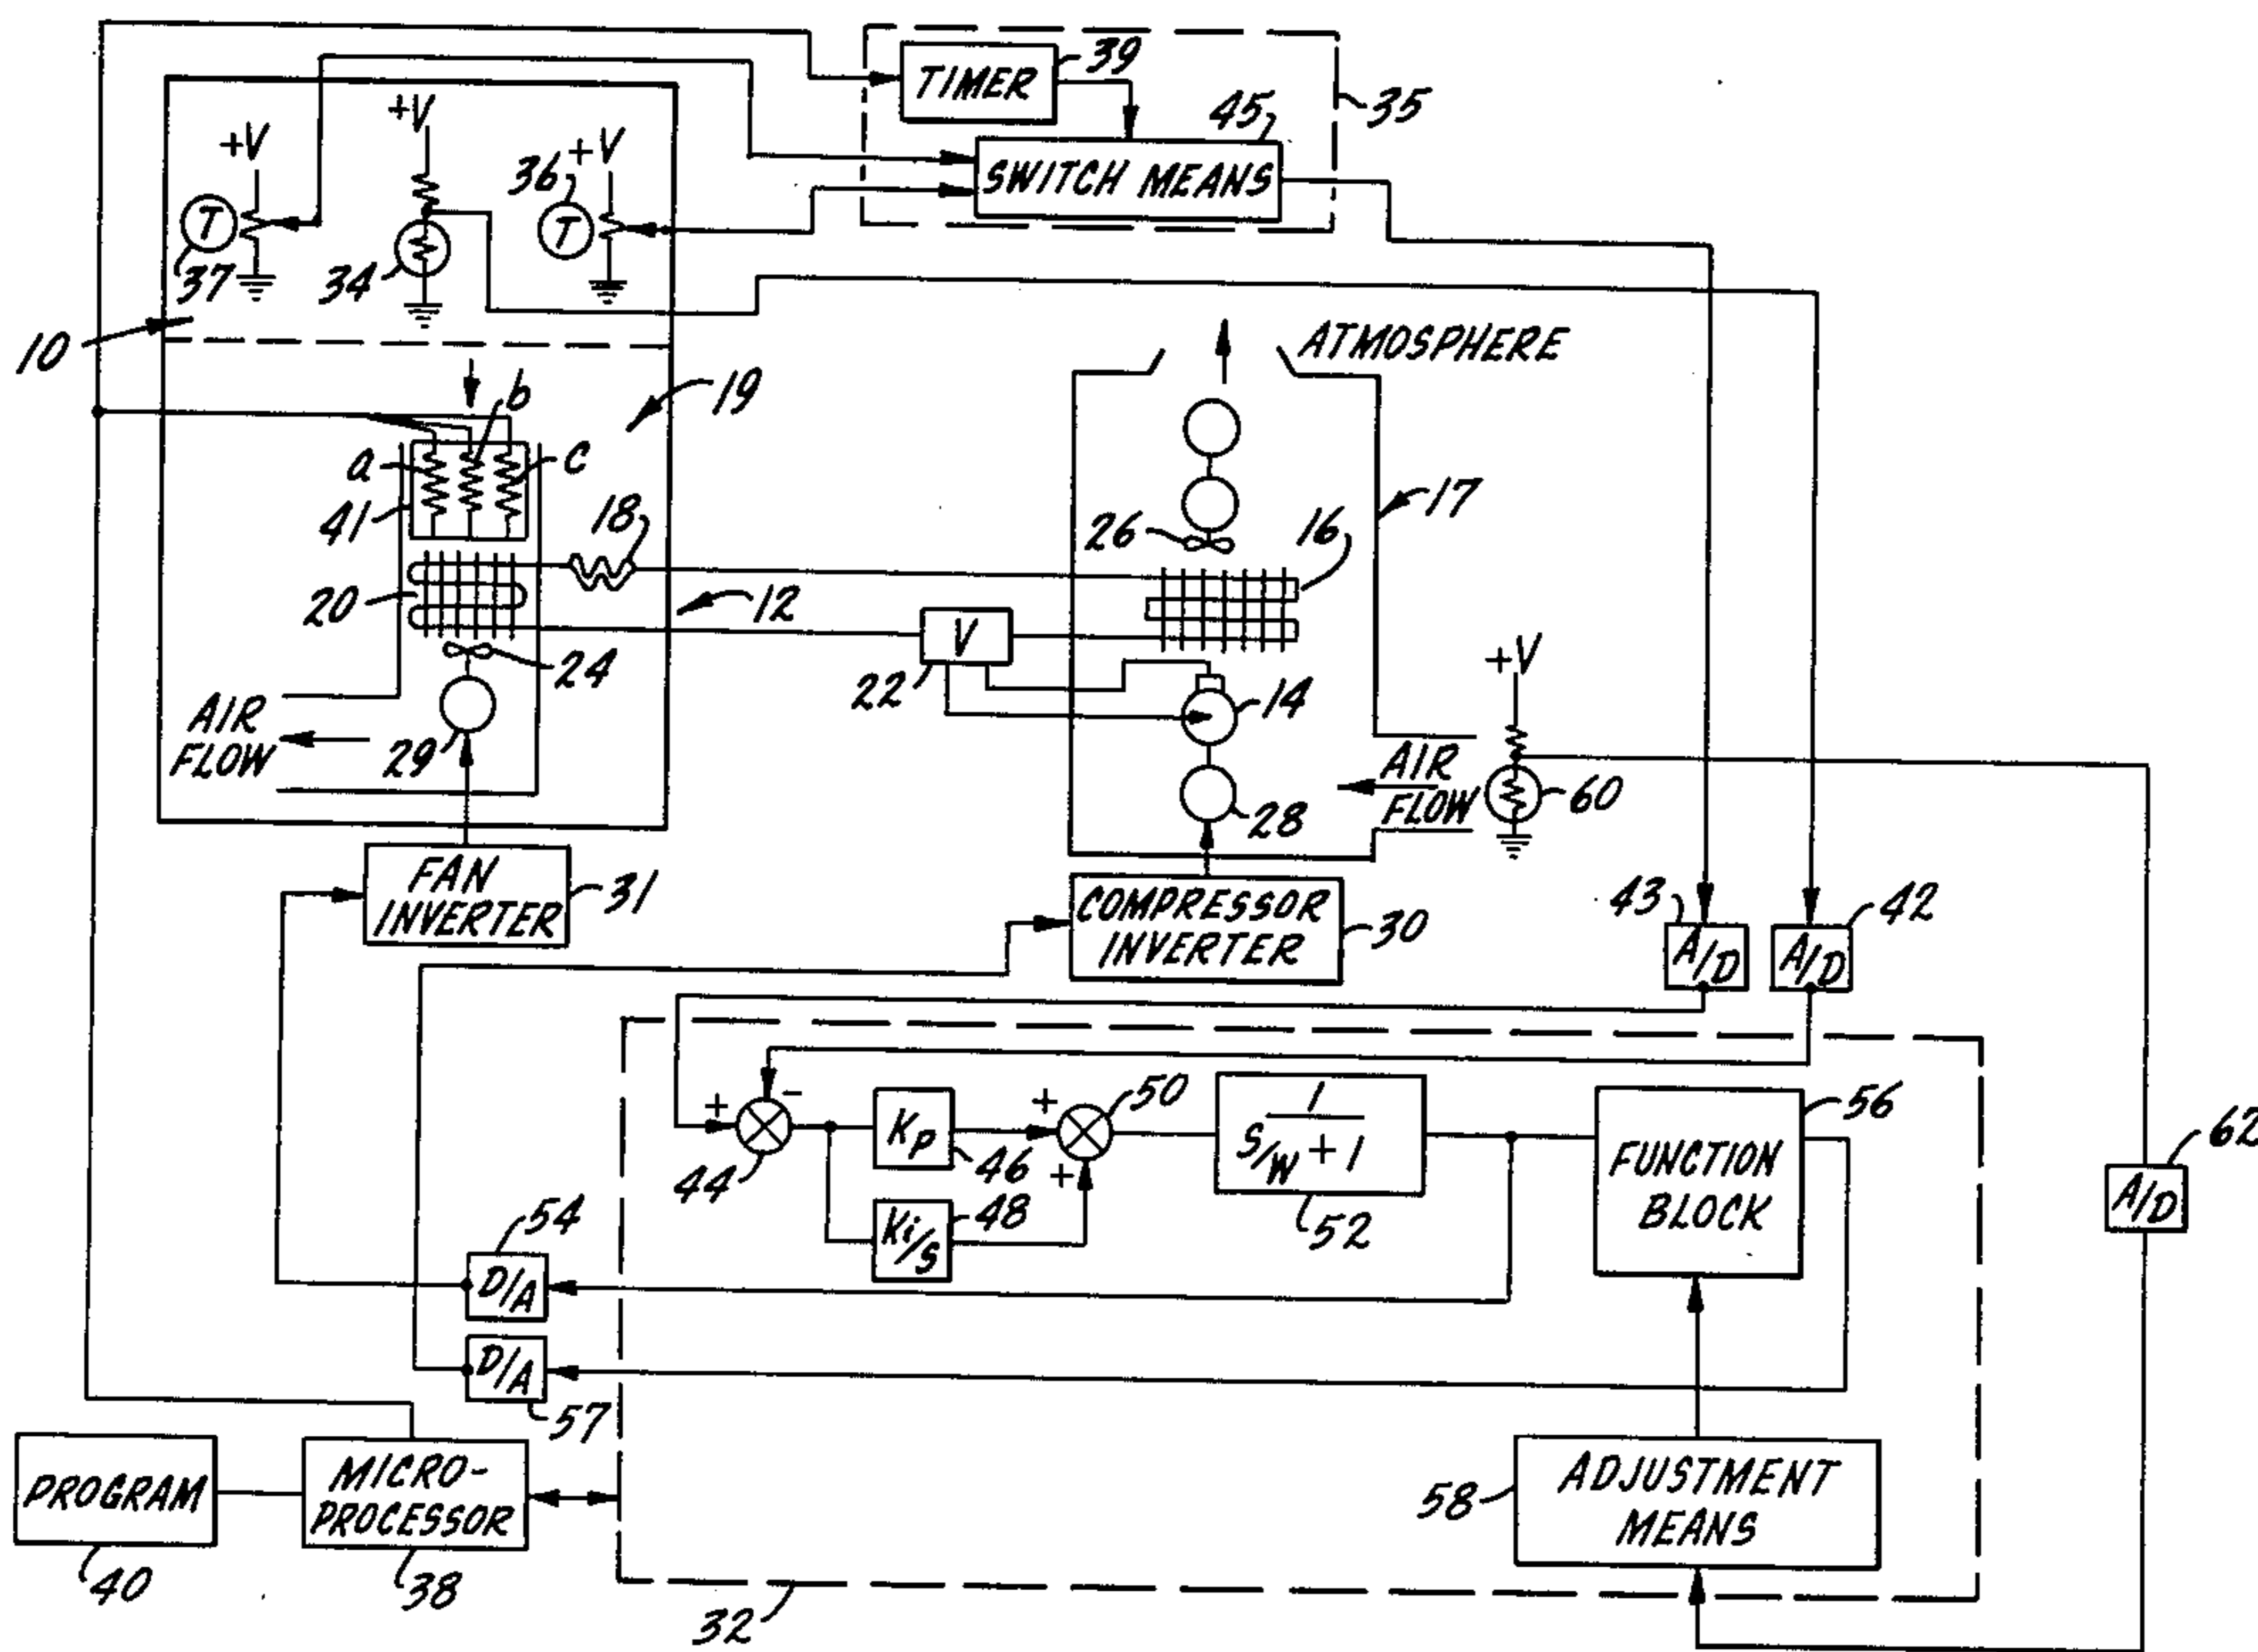 TIMER
39
35
45
SWITCH MEANS
+V
+V
+V
36
T
T
37
34
10
ATMOSPHERE
19
b
a
c
41
18
17
26
16
20
12
24
V
22
14
+V
AIR
FLOW
29
28
AIR
FLOW
60
FAN
INVERTER
31
COMPRESSOR
INVERTER
30
43
42
A/D
A/D
+
-
44
KP
46
Ki/S
48
+
+
50
1
S/W + 1
52
FUNCTION
BLOCK
56
62
A/D
54
D/A
D/A
57
PROGRAM
40
MICRO-
PROCESSOR
38
32
58
ADJUSTMENT
MEANS